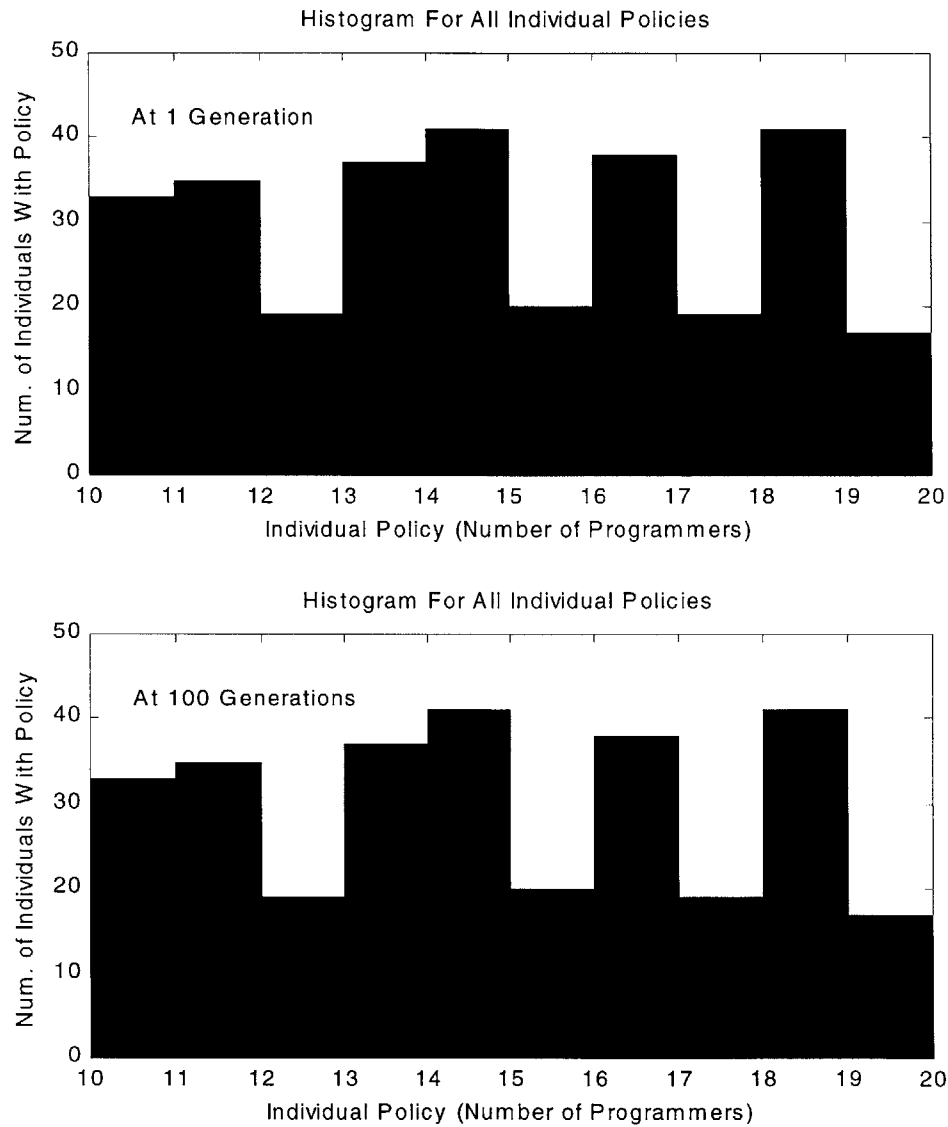 Histogram For All Individual Policies
50
40
30
20
10
0
At 1 Generation
Num. of Individuals With Policy
10 11 12 13 14 15 16 17 18 19 20
Individual Policy (Number of Programmers)
Histogram For All Individual Policies
50
40
30
20
10
0
At 100 Generations
Num. of Individuals With Policy
10 11 12 13 14 15 16 17 18 19 20
Individual Policy (Number of Programmers)